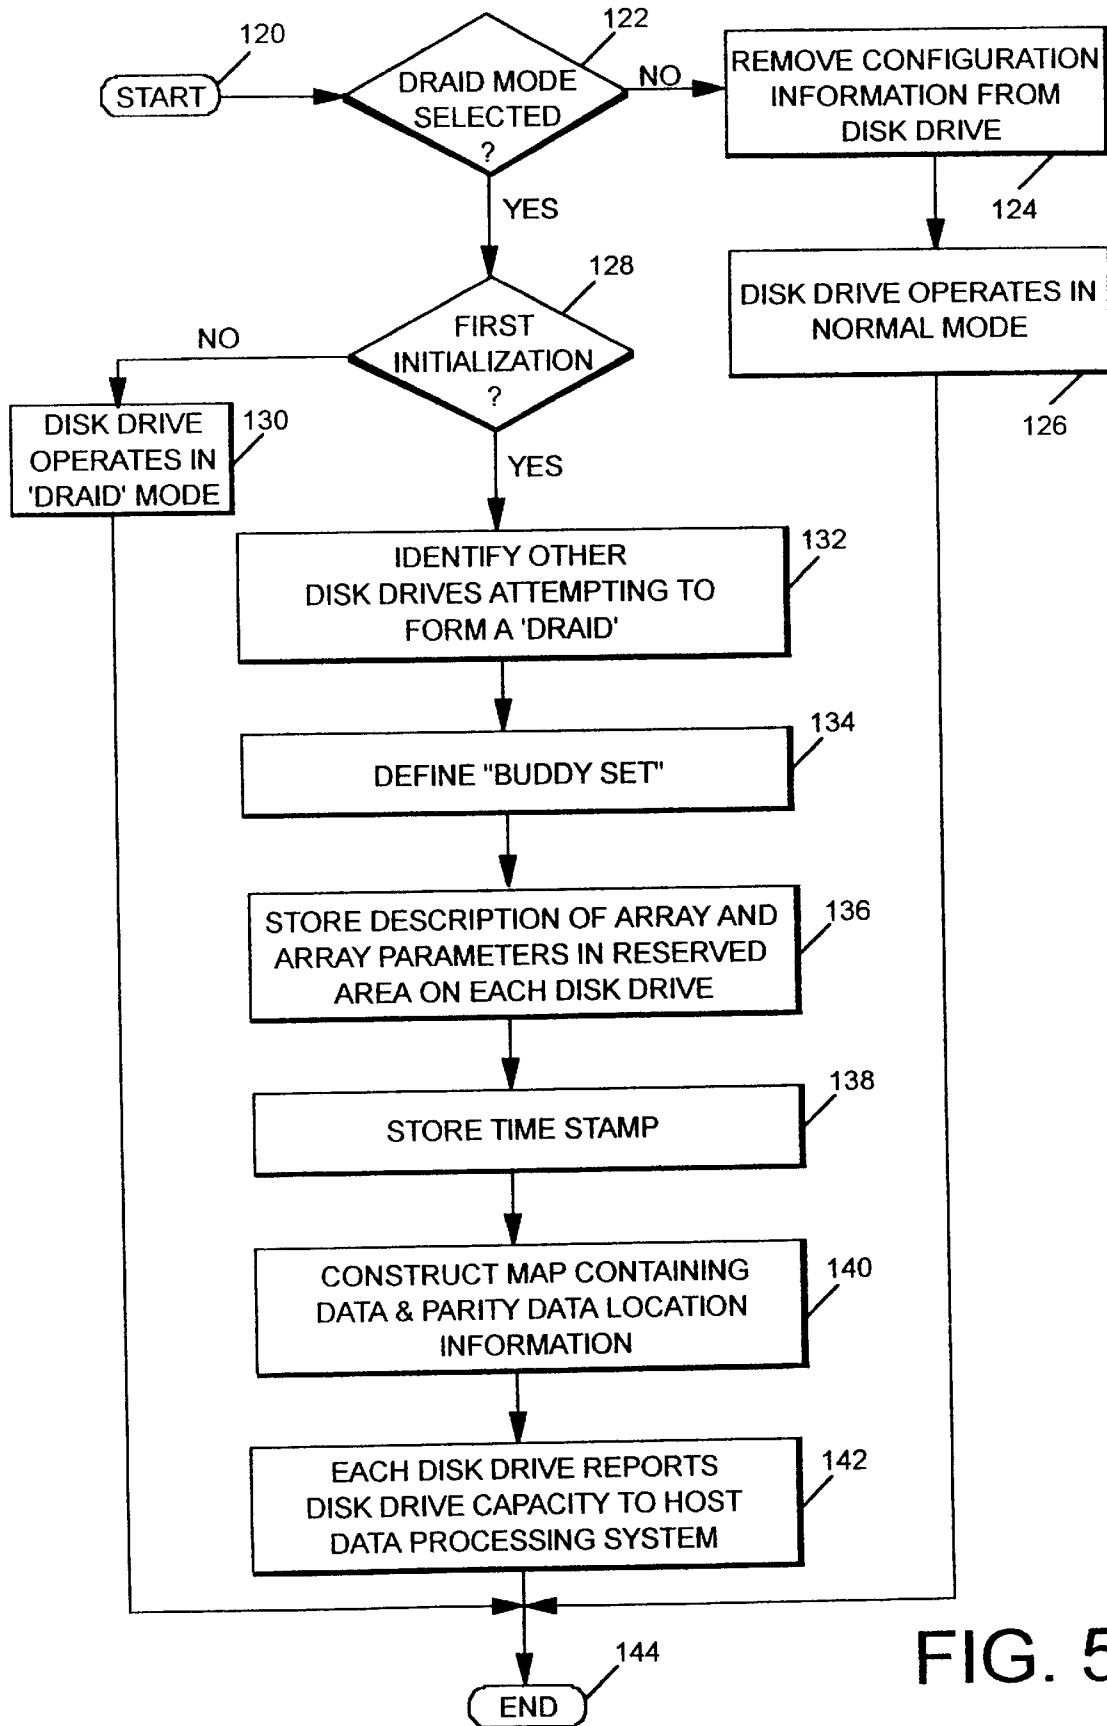 120
START
122
DRAID MODE
SELECTED
?
NO
REMOVE CONFIGURATION
INFORMATION FROM
DISK DRIVE
124
YES
DISK DRIVE OPERATES IN
NORMAL MODE
126
128
FIRST
INITIALIZATION
?
NO
130
DISK DRIVE
OPERATES IN
'DRAID' MODE
YES
132
IDENTIFY OTHER
DISK DRIVES ATTEMPTING TO
FORM A 'DRAID'
134
DEFINE "BUDDY SET"
136
STORE DESCRIPTION OF ARRAY AND
ARRAY PARAMETERS IN RESERVED
AREA ON EACH DISK DRIVE
138
STORE TIME STAMP
140
CONSTRUCT MAP CONTAINING
DATA & PARITY DATA LOCATION
INFORMATION
142
EACH DISK DRIVE REPORTS
DISK DRIVE CAPACITY TO HOST
DATA PROCESSING SYSTEM
144
END
FIG. 5